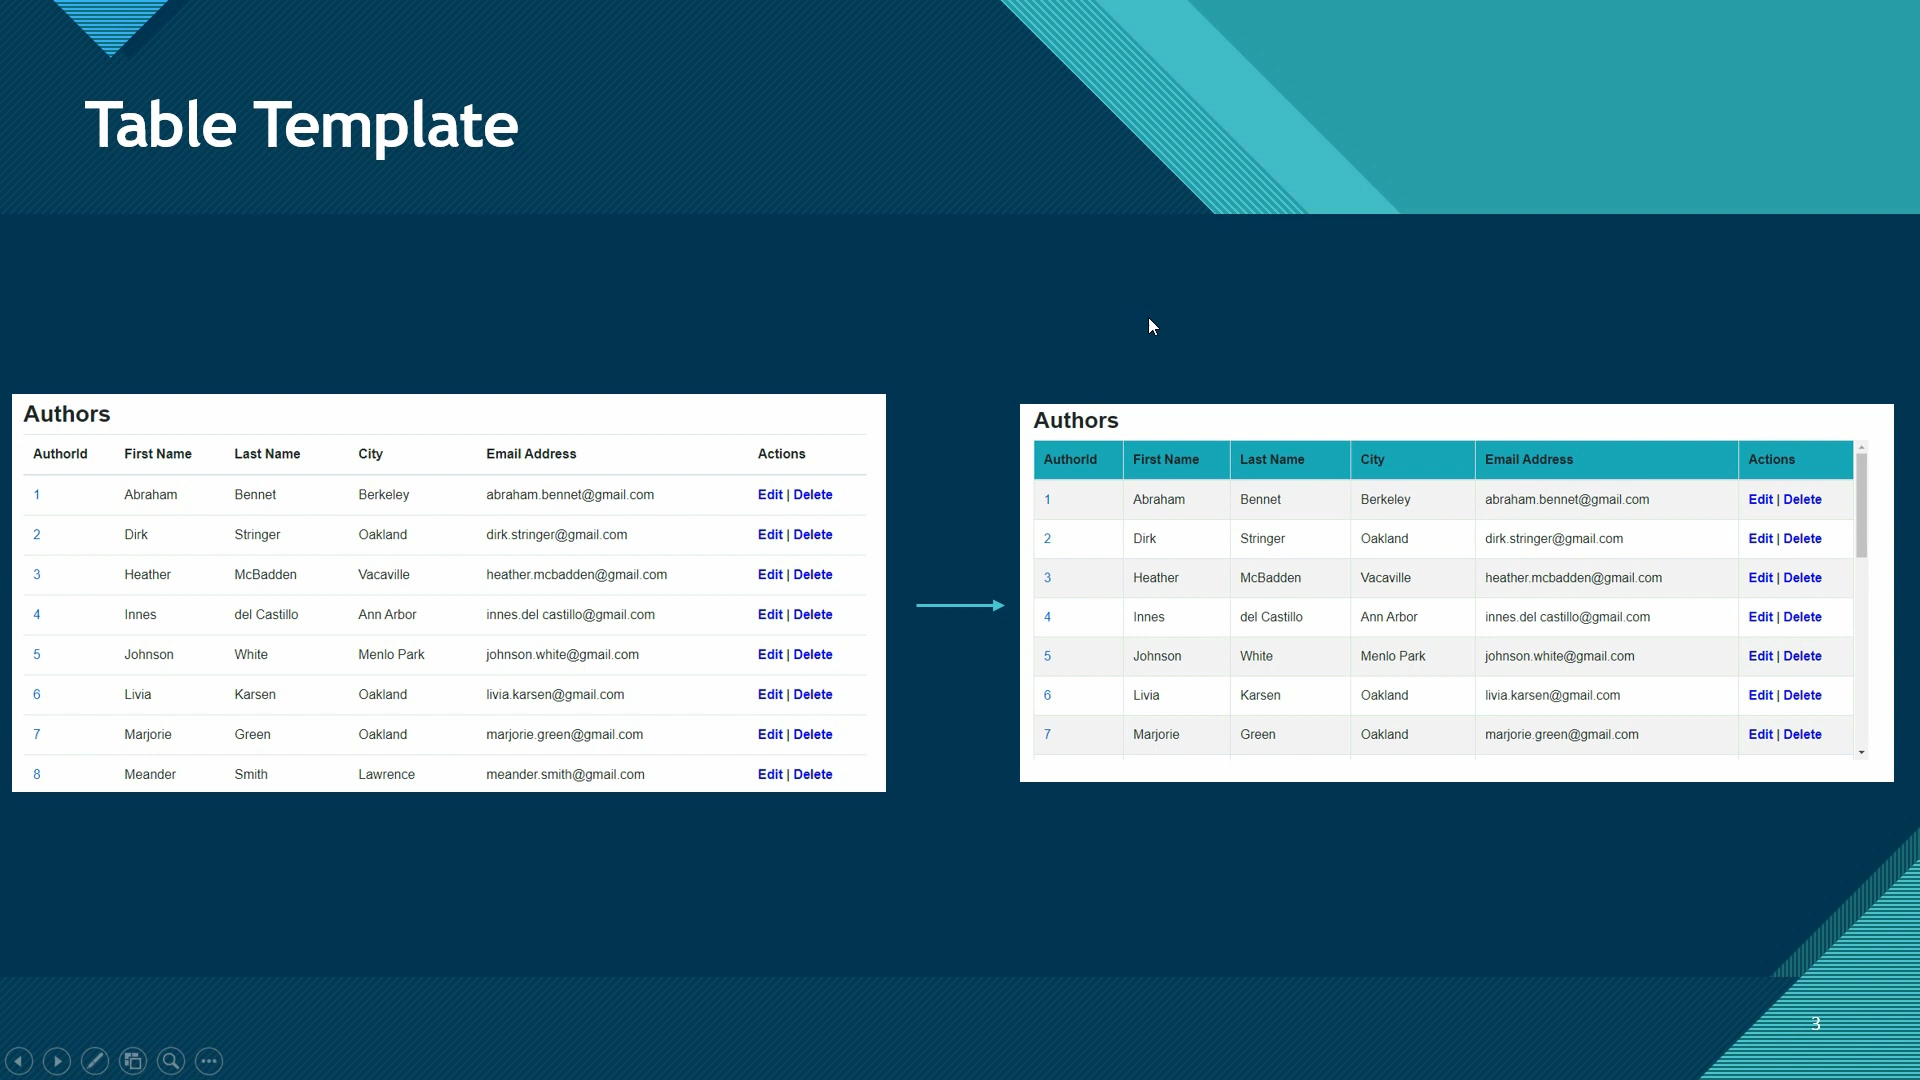 Table Template
Authors
AuthorId First Name Last Name City Email Address Actions
1 Abraham Bennet Berkeley abraham.bennet@gmail.com Edit | Delete
2 Dirk Stringer Oakland dirk.stringer@gmail.com Edit | Delete
3 Heather McBadden Vacaville heather.mcbadden@gmail.com Edit | Delete
4 Innes del Castillo Ann Arbor innes.del castillo@gmail.com Edit | Delete
5 Johnson White Menlo Park johnson.white@gmail.com Edit | Delete
6 Livia Karsen Oakland livia.karsen@gmail.com Edit | Delete
7 Marjorie Green Oakland marjorie.green@gmail.com Edit | Delete
8 Meander Smith Lawrence meander.smith@gmail.com Edit | Delete
Authors
AuthorId First Name Last Name City Email Address Actions
1 Abraham Bennet Berkeley abraham.bennet@gmail.com Edit | Delete
2 Dirk Stringer Oakland dirk.stringer@gmail.com Edit | Delete
3 Heather McBadden Vacaville heather.mcbadden@gmail.com Edit | Delete
4 Innes del Castillo Ann Arbor innes.del castillo@gmail.com Edit | Delete
5 Johnson White Menlo Park johnson.white@gmail.com Edit | Delete
6 Livia Karsen Oakland livia.karsen@gmail.com Edit | Delete
7 Marjorie Green Oakland marjorie.green@gmail.com Edit | Delete
3